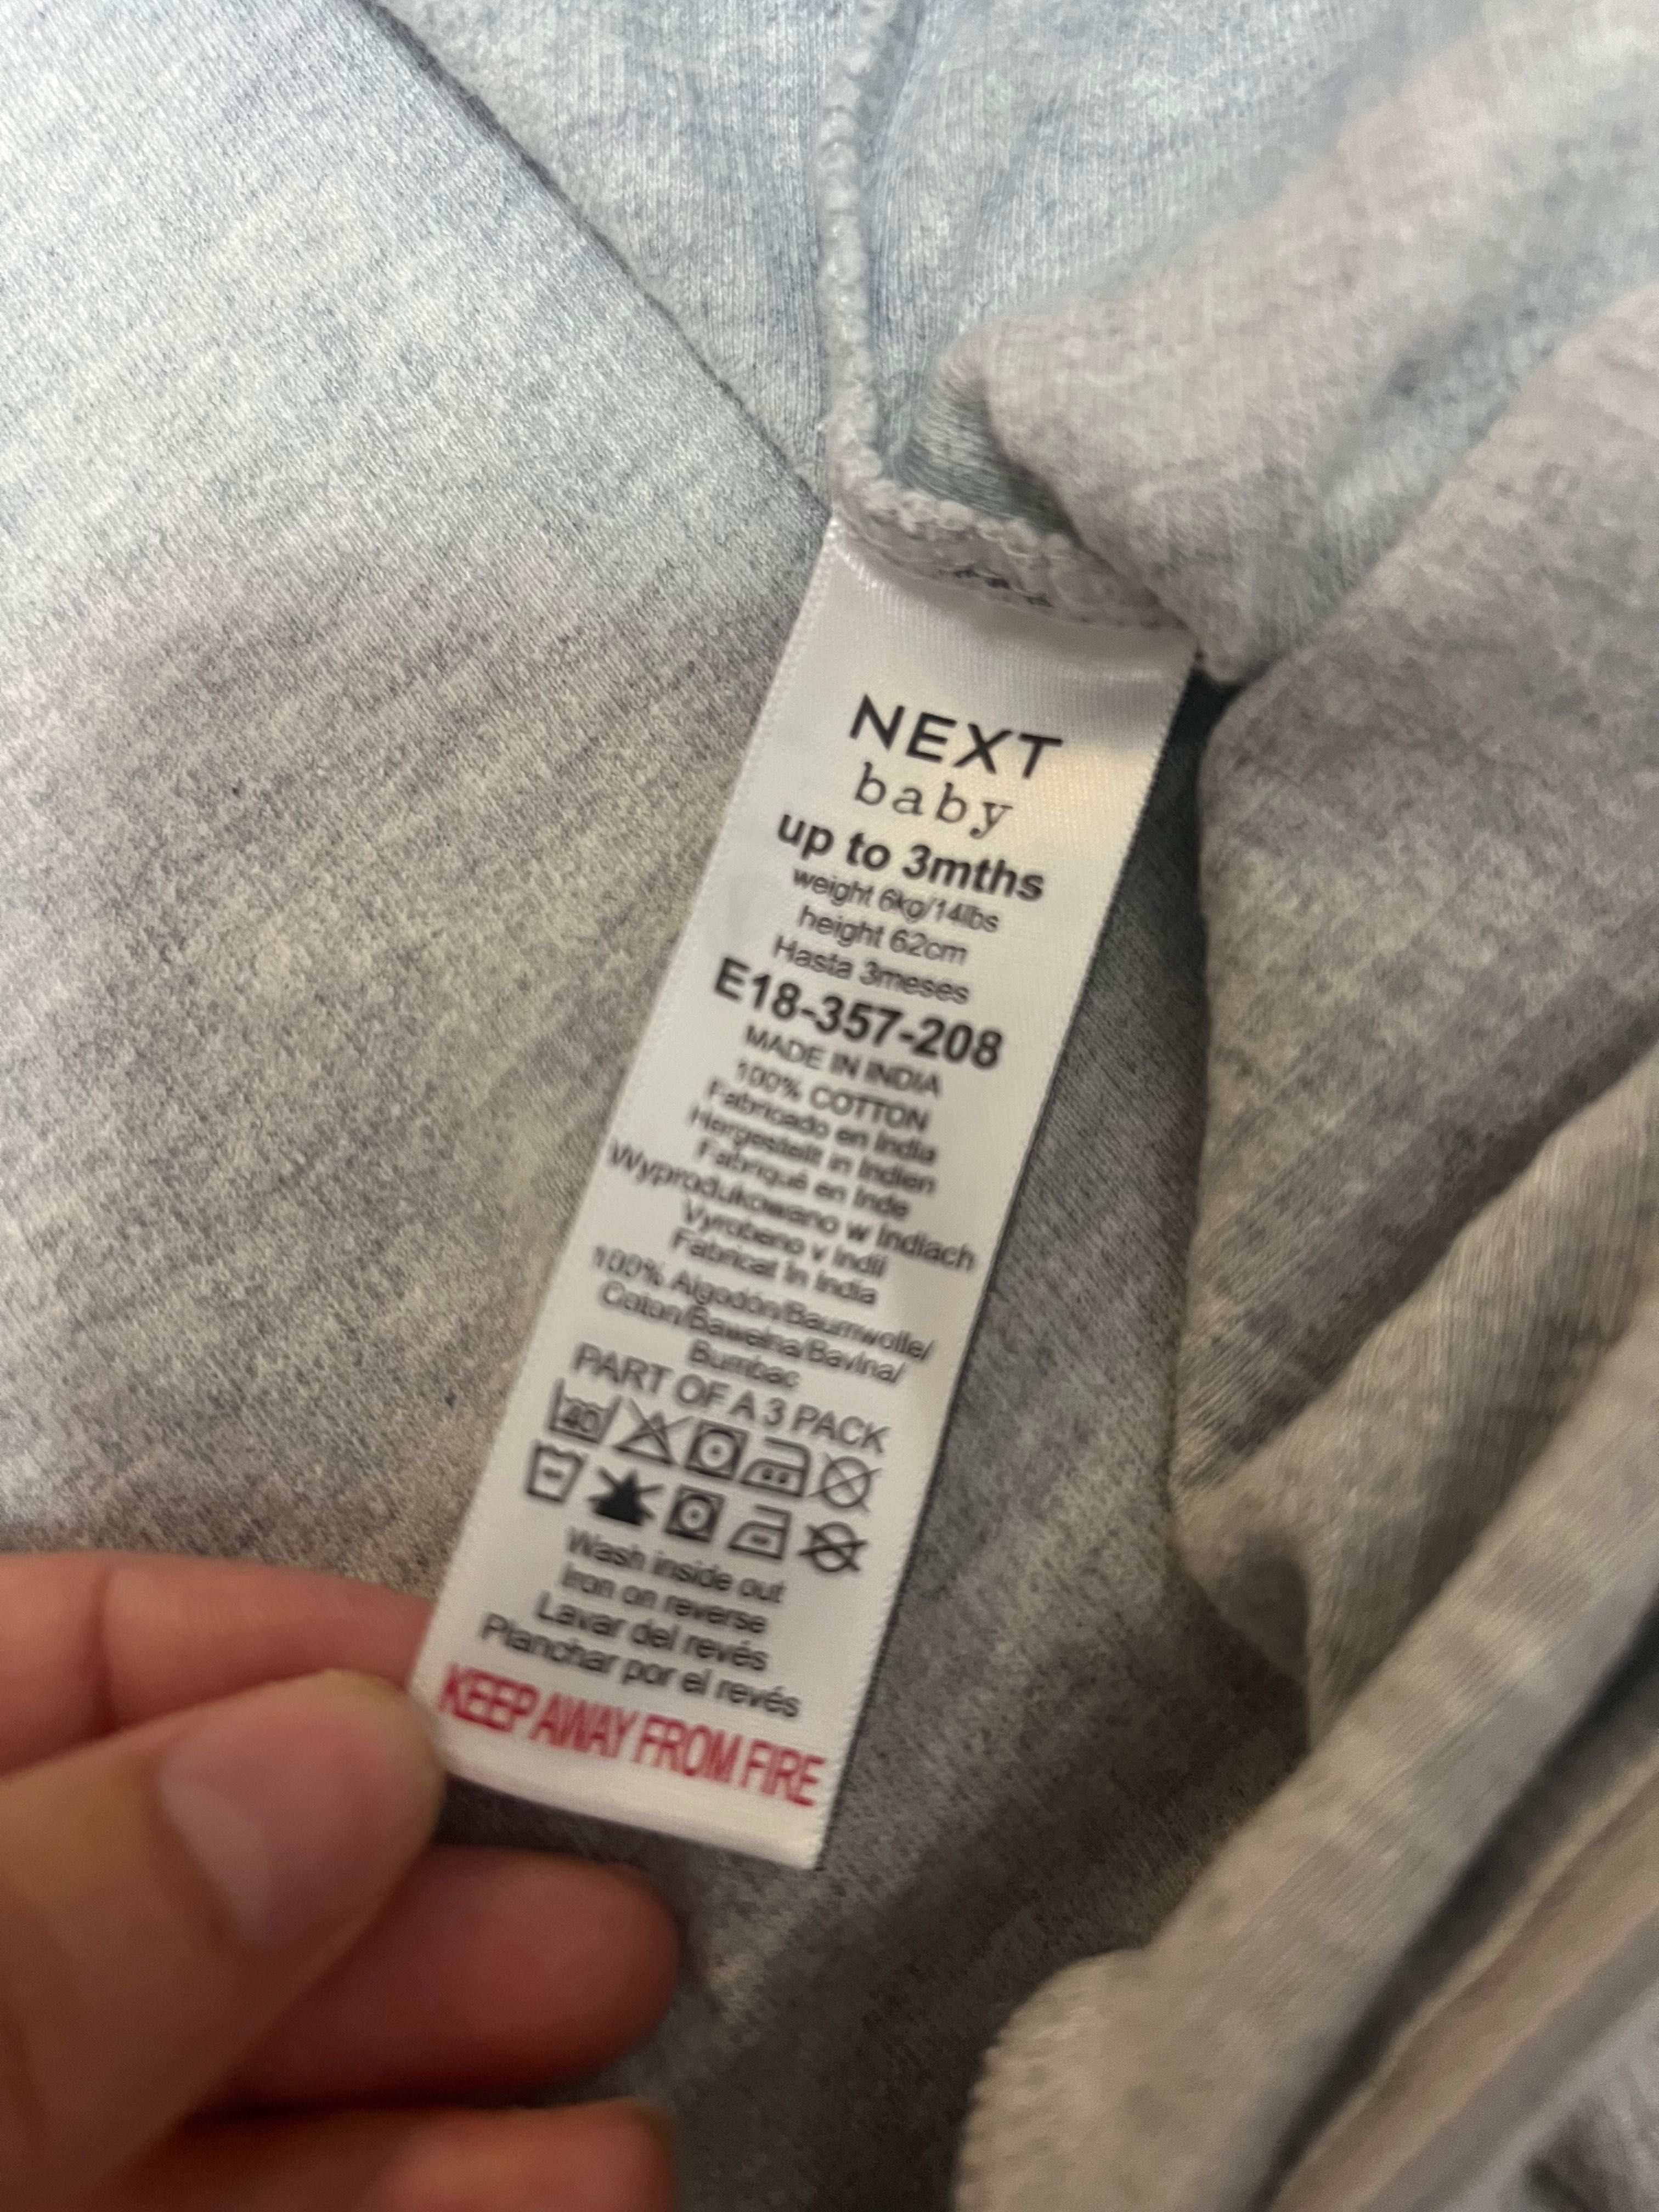 NEXT
baby
up to 3mths
weight 6kg/14lbs
height 62cm
Hasta 3meses
E18-357-208
MADE IN INDIA
100% COTTON
Fabricado en India
Hergestellt in Indien
Fabriqué en Inde
Wyprodukowano w Indiach
Vyrobeno v Indii
Fabricat In India
100% Algodón/Baumwolle/
Coton/Bawełna/Bavlna/
Bumbac
PART OF A 3 PACK
40
Wash inside out
Iron on reverse
Lavar del revés
Planchar por el revés
KEEP AWAY FROM FIRE